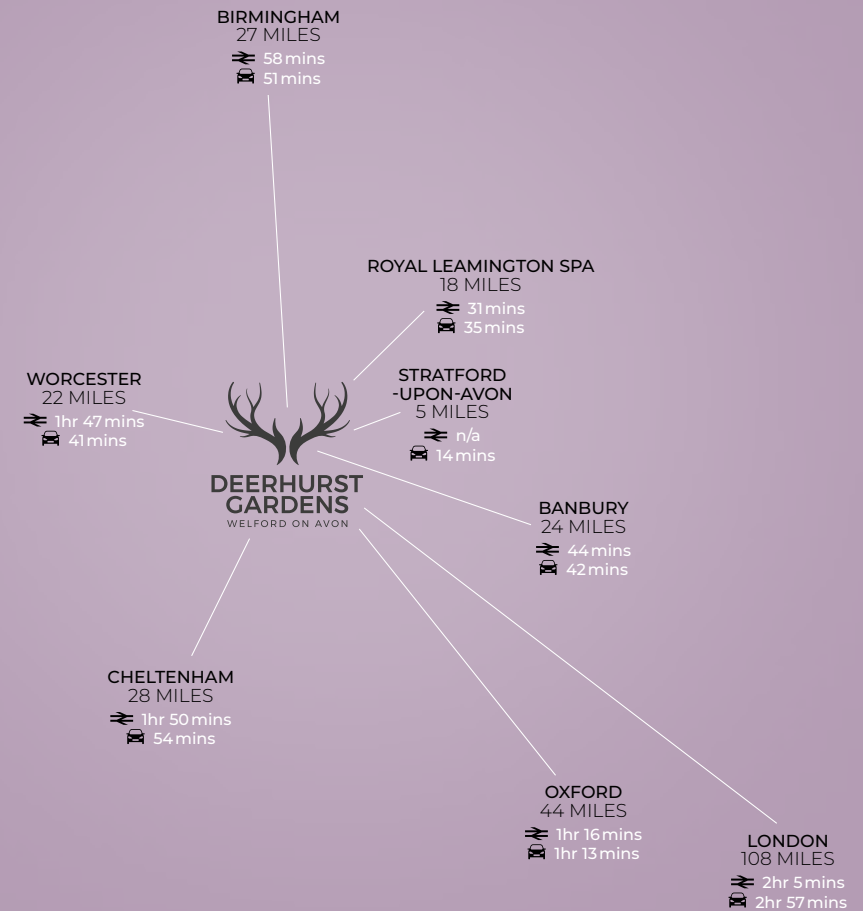 BIRMINGHAM
27 MILES
58 mins
51 mins
ROYAL LEAMINGTON SPA
18 MILES
31 mins
35 mins
WORCESTER
22 MILES
1hr 47 mins
41 mins
STRATFORD
-UPON-AVON
5 MILES
n/a
14 mins
DEERHURST
GARDENS
WELFORD ON AVON
BANBURY
24 MILES
44 mins
42 mins
CHELTENHAM
28 MILES
1hr 50 mins
54 mins
OXFORD
44 MILES
1hr 16 mins
1hr 13 mins
LONDON
108 MILES
2hr 5 mins
2hr 57 mins